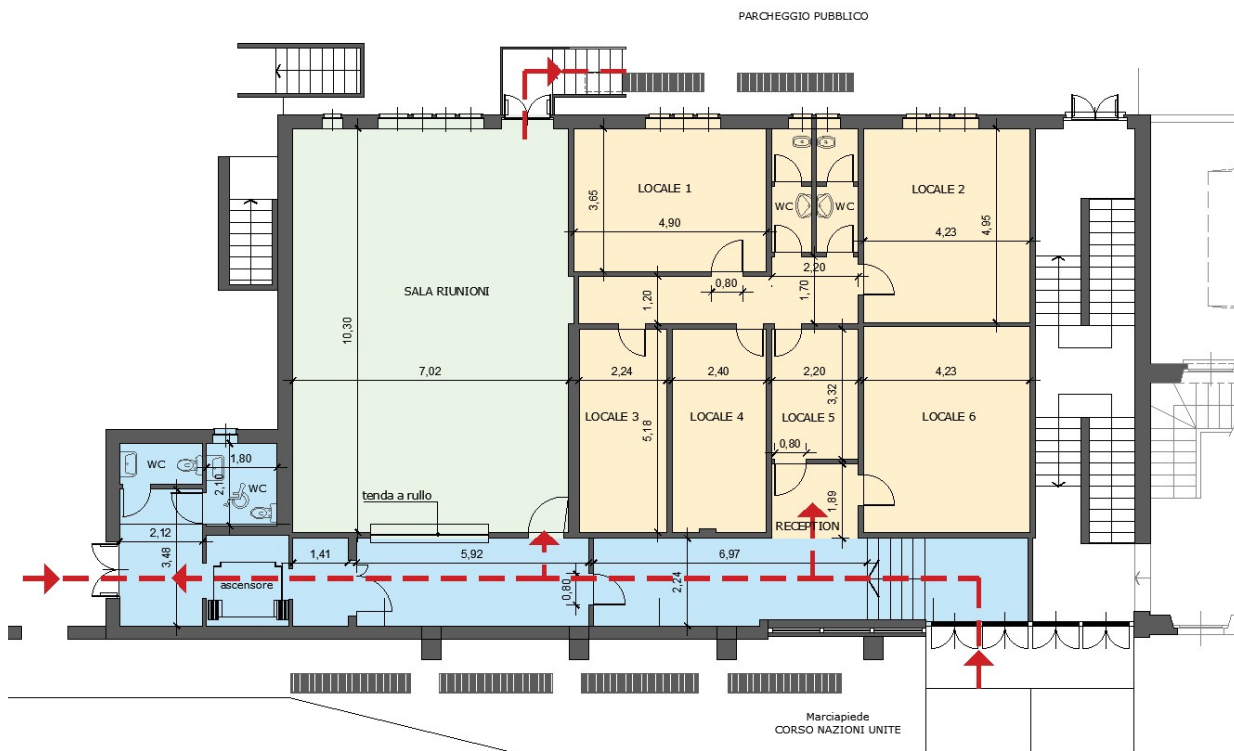 PARCHEGGIO PUBBLICO
LOCALE 1
3,65
4,90
WC
WC
LOCALE 2
4,23
4,95
2,20
0,80
1,20
1,70
SALA RIUNIONI
10,30
7,02
2,24
2,40
2,20
4,23
3,32
LOCALE 3
LOCALE 4
LOCALE 5
LOCALE 6
5,18
0,80
WC
1,80
WC
2,10
tenda a rullo
1,89
RECEPTION
2,12
3,48
1,41
5,92
6,97
ascensore
0,80
2,24
Marciapiede
CORSO NAZIONI UNITE